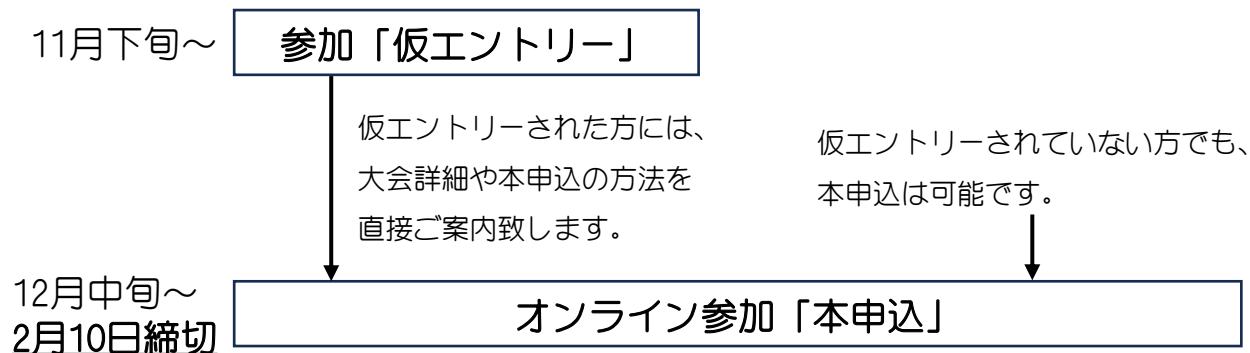 11月下旬～
参加「仮エントリー」
仮エントリーされた方には、
大会詳細や本申込の方法を
直接ご案内致します。
仮エントリーされていない方でも、
本申込は可能です。
12月中旬～
2月10日締切
オンライン参加「本申込」